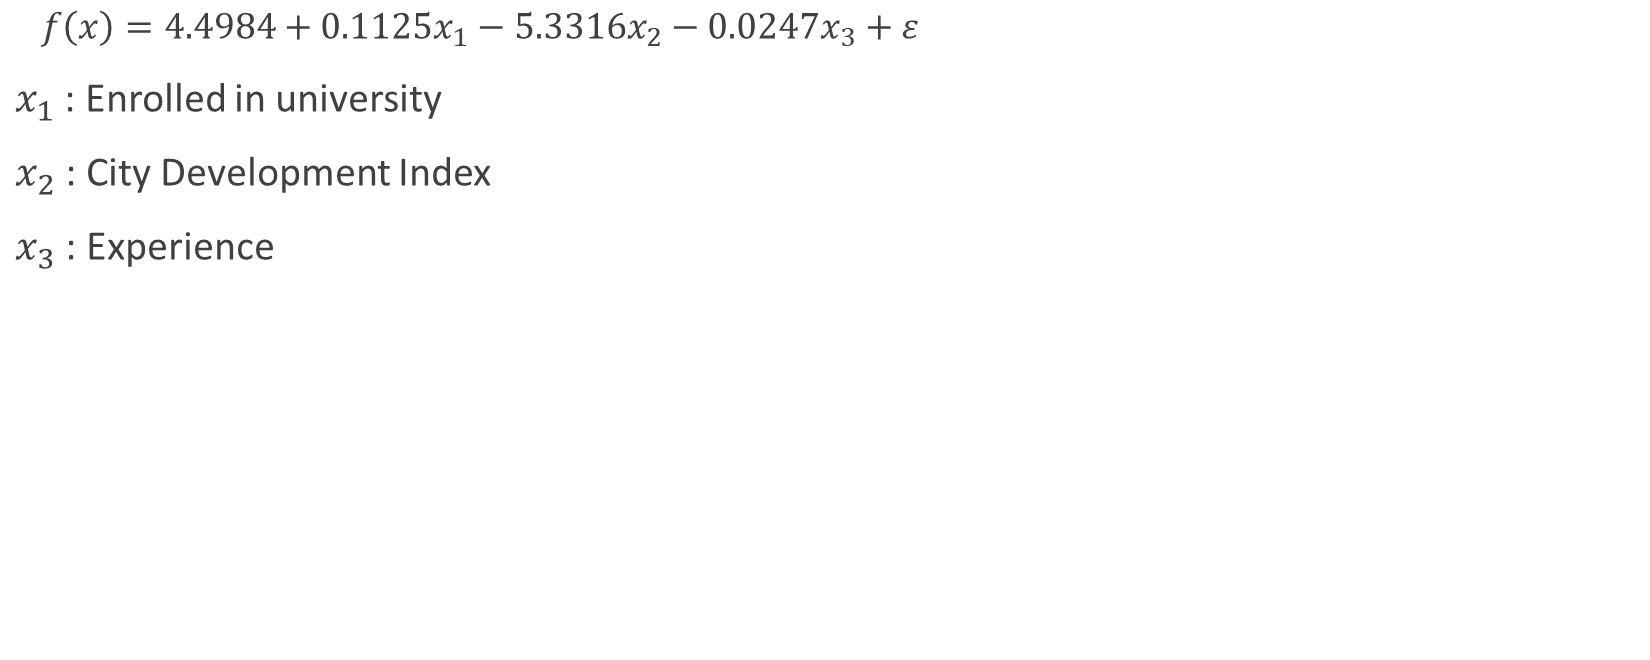 f(x) = 4.4984 + 0.1125x₁ − 5.3316x₂ − 0.0247x₃ + ε
x₁ : Enrolled in university
x₂ : City Development Index
x₃ : Experience